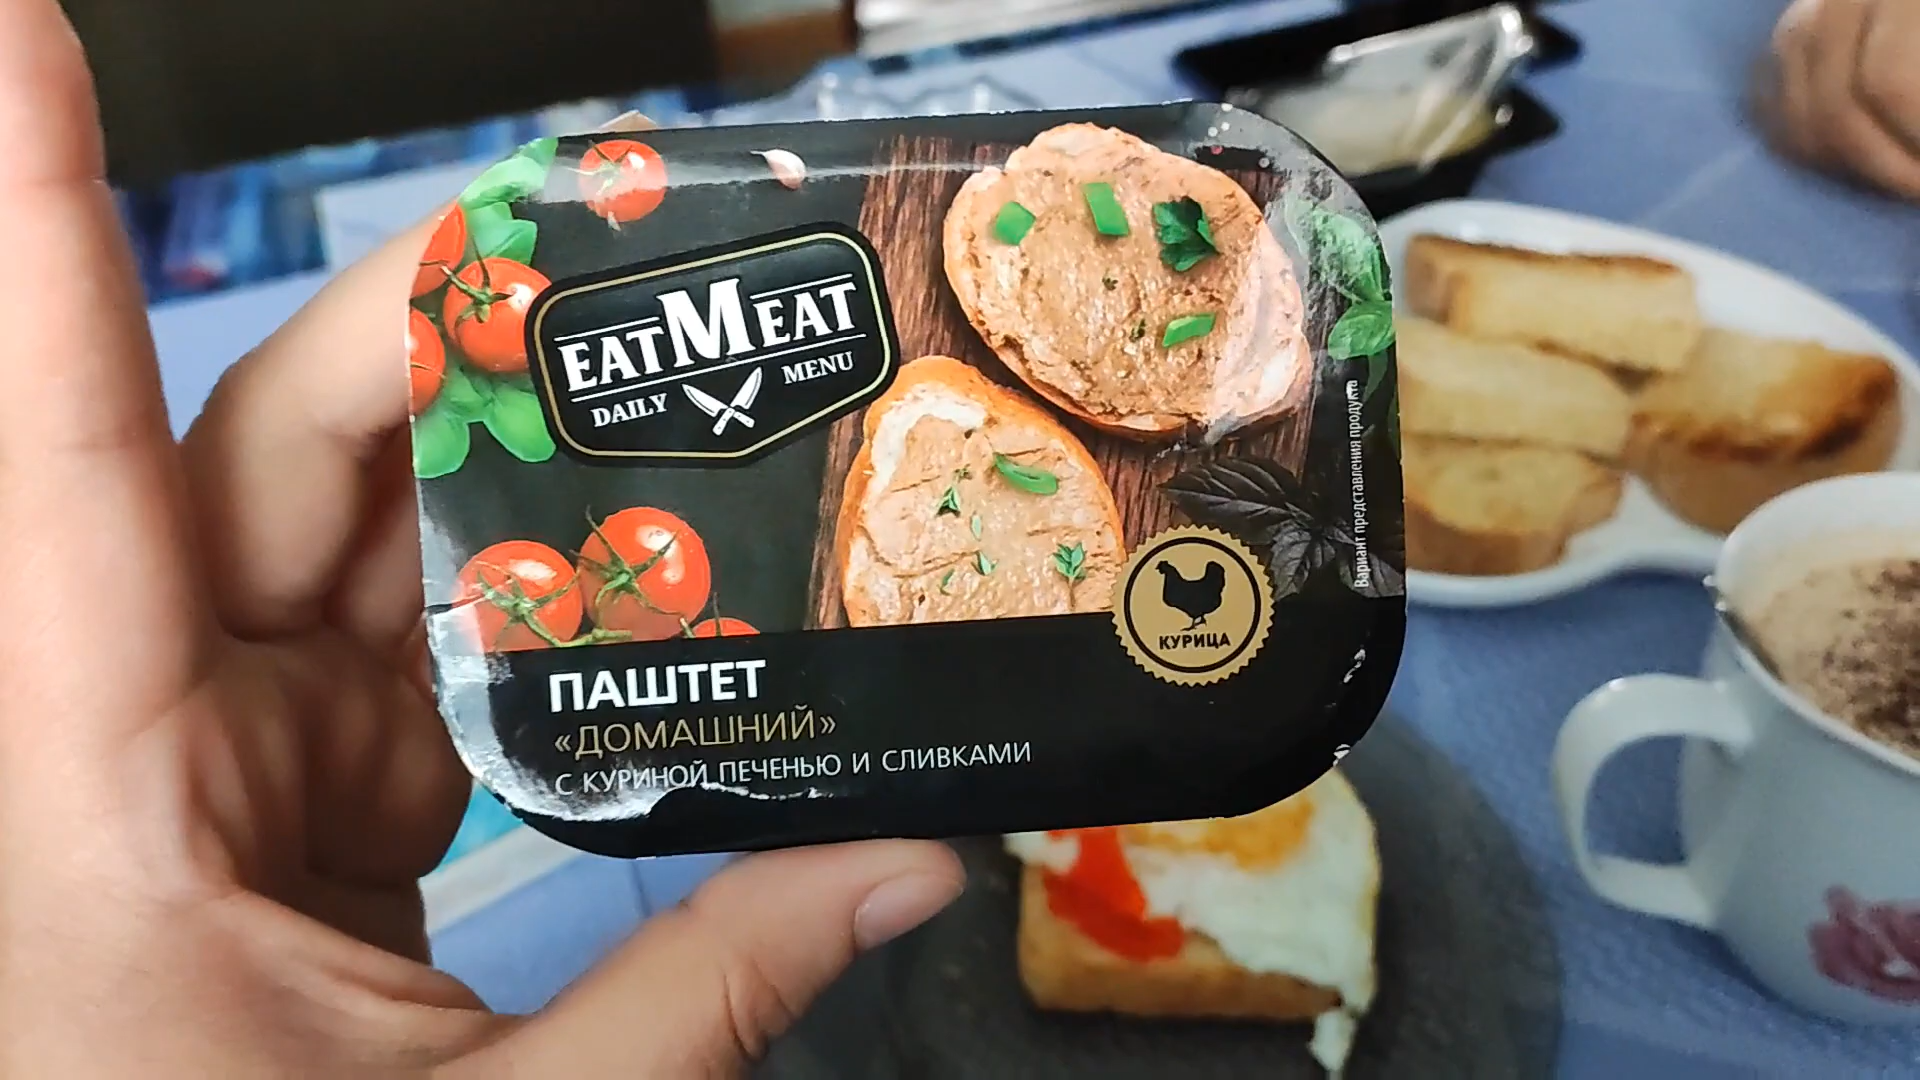 EATMEAT
DAILY MENU
Вариант представления продукта
КУРИЦА
ПАШТЕТ
«ДОМАШНИЙ»
С КУРИНОЙ ПЕЧЕНЬЮ И СЛИВКАМИ